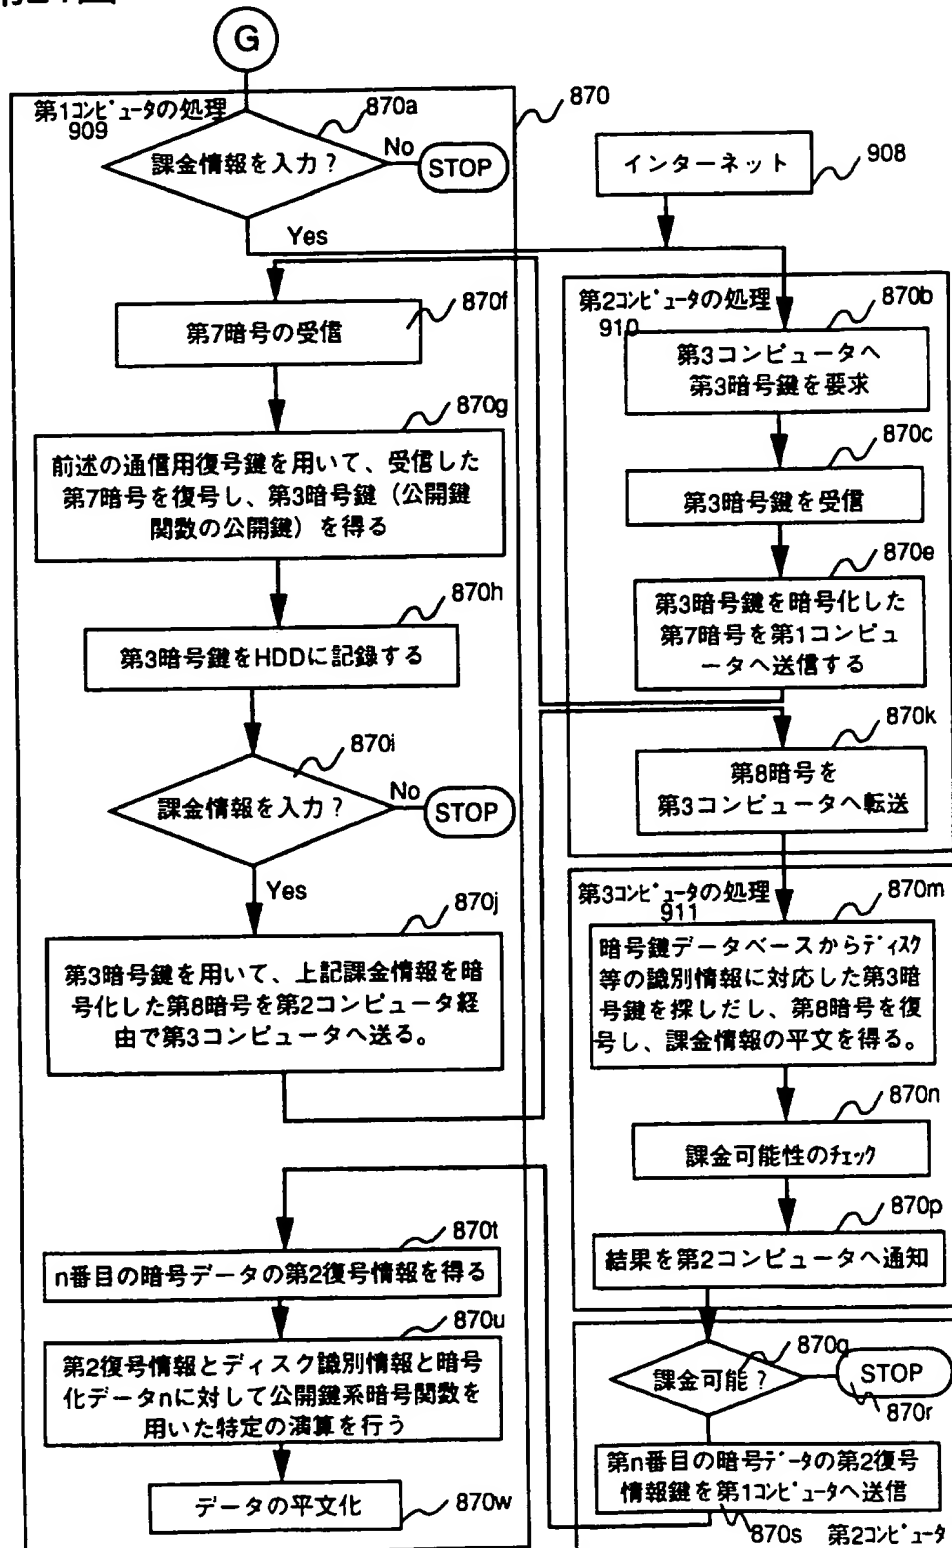 G
第1コンピュータの処理
909
870a
870
課金情報を入力？
No
STOP
Yes
インターネット
908
870f
第7暗号の受信
870g
前述の通信用復号鍵を用いて、受信した
第7暗号を復号し、第3暗号鍵（公開鍵
関数の公開鍵）を得る
870h
第3暗号鍵をHDDに記録する
870i
課金情報を入力？
No
STOP
Yes
870j
第3暗号鍵を用いて、上記課金情報を暗
号化した第8暗号を第2コンピュータ経
由で第3コンピュータへ送る。
870t
n番目の暗号データの第2復号情報を得る
870u
第2復号情報とディスク識別情報と暗号
化データnに対して公開鍵系暗号関数を
用いた特定の演算を行う
データの平文化
870w
第2コンピュータの処理
910
870b
第3コンピュータへ
第3暗号鍵を要求
870c
第3暗号鍵を受信
870e
第3暗号鍵を暗号化した
第7暗号を第1コンピュ
ータへ送信する
870k
第8暗号を
第3コンピュータへ転送
第3コンピュータの処理
911
870m
暗号鍵データベースからディスク
等の識別情報に対応した第3暗
号鍵を探しだし、第8暗号を復
号し、課金情報の平文を得る。
870n
課金可能性のチェック
870p
結果を第2コンピュータへ通知
870q
課金可能？
STOP
870r
第n番目の暗号データの第2復号
情報鍵を第1コンピュータへ送信
870s
第2コンピュータ